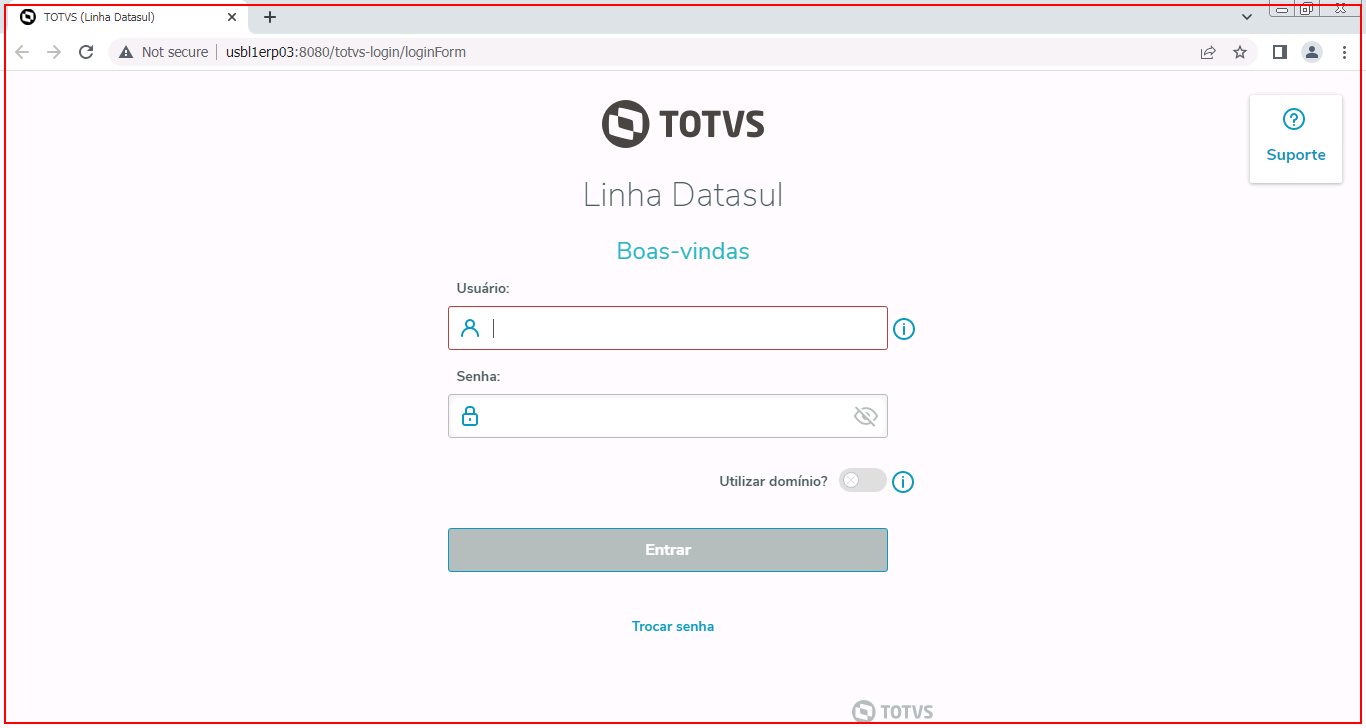 TOTVS (Linha Datasul)
Not secure
usbl1erp03:8080/totvs-login/loginForm
TOTVS
Suporte
Linha Datasul
Boas-vindas
Usuário:
Senha:
Utilizar domínio?
Entrar
Trocar senha
TOTVS